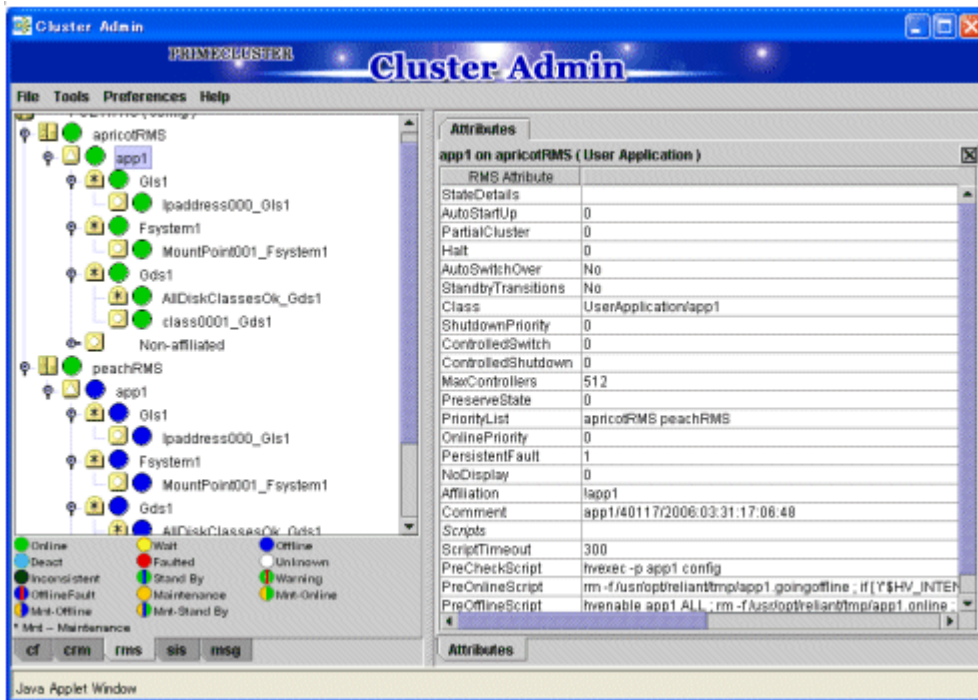 Cluster Admin
PRIMECLUSTER
Cluster Admin
File Tools Preferences Help
apricotRMS
app1
Gls1
Ipaddress000_Gls1
Fsystem1
MountPoint001_Fsystem1
Gds1
AllDiskClassesOk_Gds1
class0001_Gds1
Non-affiliated
peachRMS
app1
Gls1
Ipaddress000_Gls1
Fsystem1
MountPoint001_Fsystem1
Gds1
AllDiskClassesOk_Gds1
Online Wait Offline
Deact Faulted Unknown
Inconsistent Stand By Warning
OfflineFault Maintenance Mnt-Online
Mnt-Offline Mnt-Stand By
* Mnt - Maintenance
cf crm rms sis msg
Attributes
app1 on apricotRMS ( User Application )
RMS Attribute
StateDetails
AutoStartUp 0
PartialCluster 0
Halt 0
AutoSwitchOver No
StandbyTransitions No
Class UserApplication/app1
ShutdownPriority 0
ControlledSwitch 0
ControlledShutdown 0
MaxControllers 512
PreserveState 0
PriorityList apricotRMS peachRMS
OnlinePriority 0
PersistentFault 1
NoDisplay 0
Affiliation !app1
Comment app1/40117/2006:03:31:17:06:48
Scripts
ScriptTimeout 300
PreCheckScript hvexec -p app1 config
PreOnlineScript rm -f /usr/opt/reliant/tmp/app1.goingoffline ; if
PreOfflineScript hvenable app1 ALL ; rm -f /usr/opt/reliant/tmp/app1.online ;
Attributes
Java Applet Window